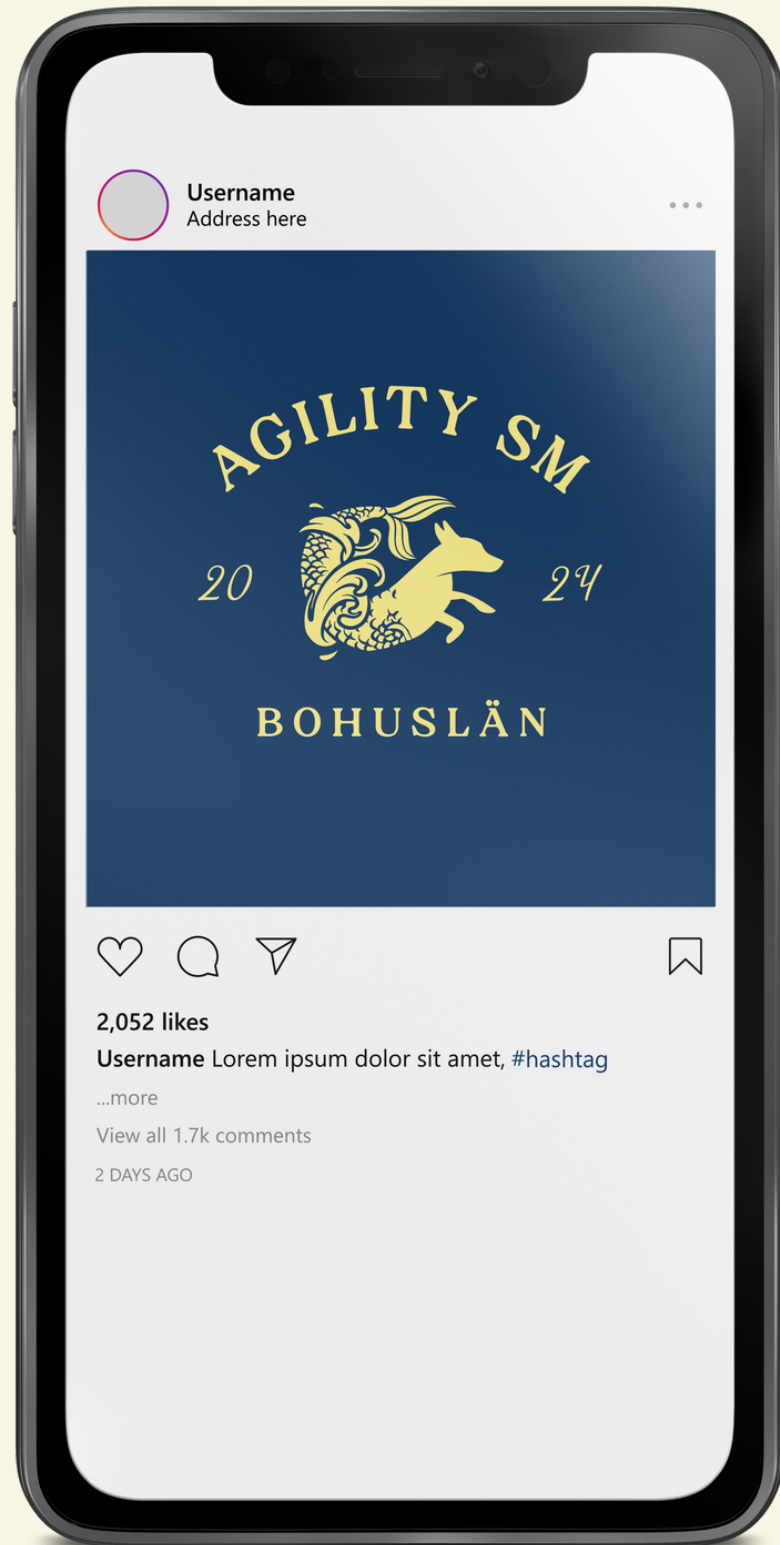 Username
Address here
AGILITY SM
20 24
BOHUSLÄN
2,052 likes
Username Lorem ipsum dolor sit amet, #hashtag
...more
View all 1.7k comments
2 DAYS AGO